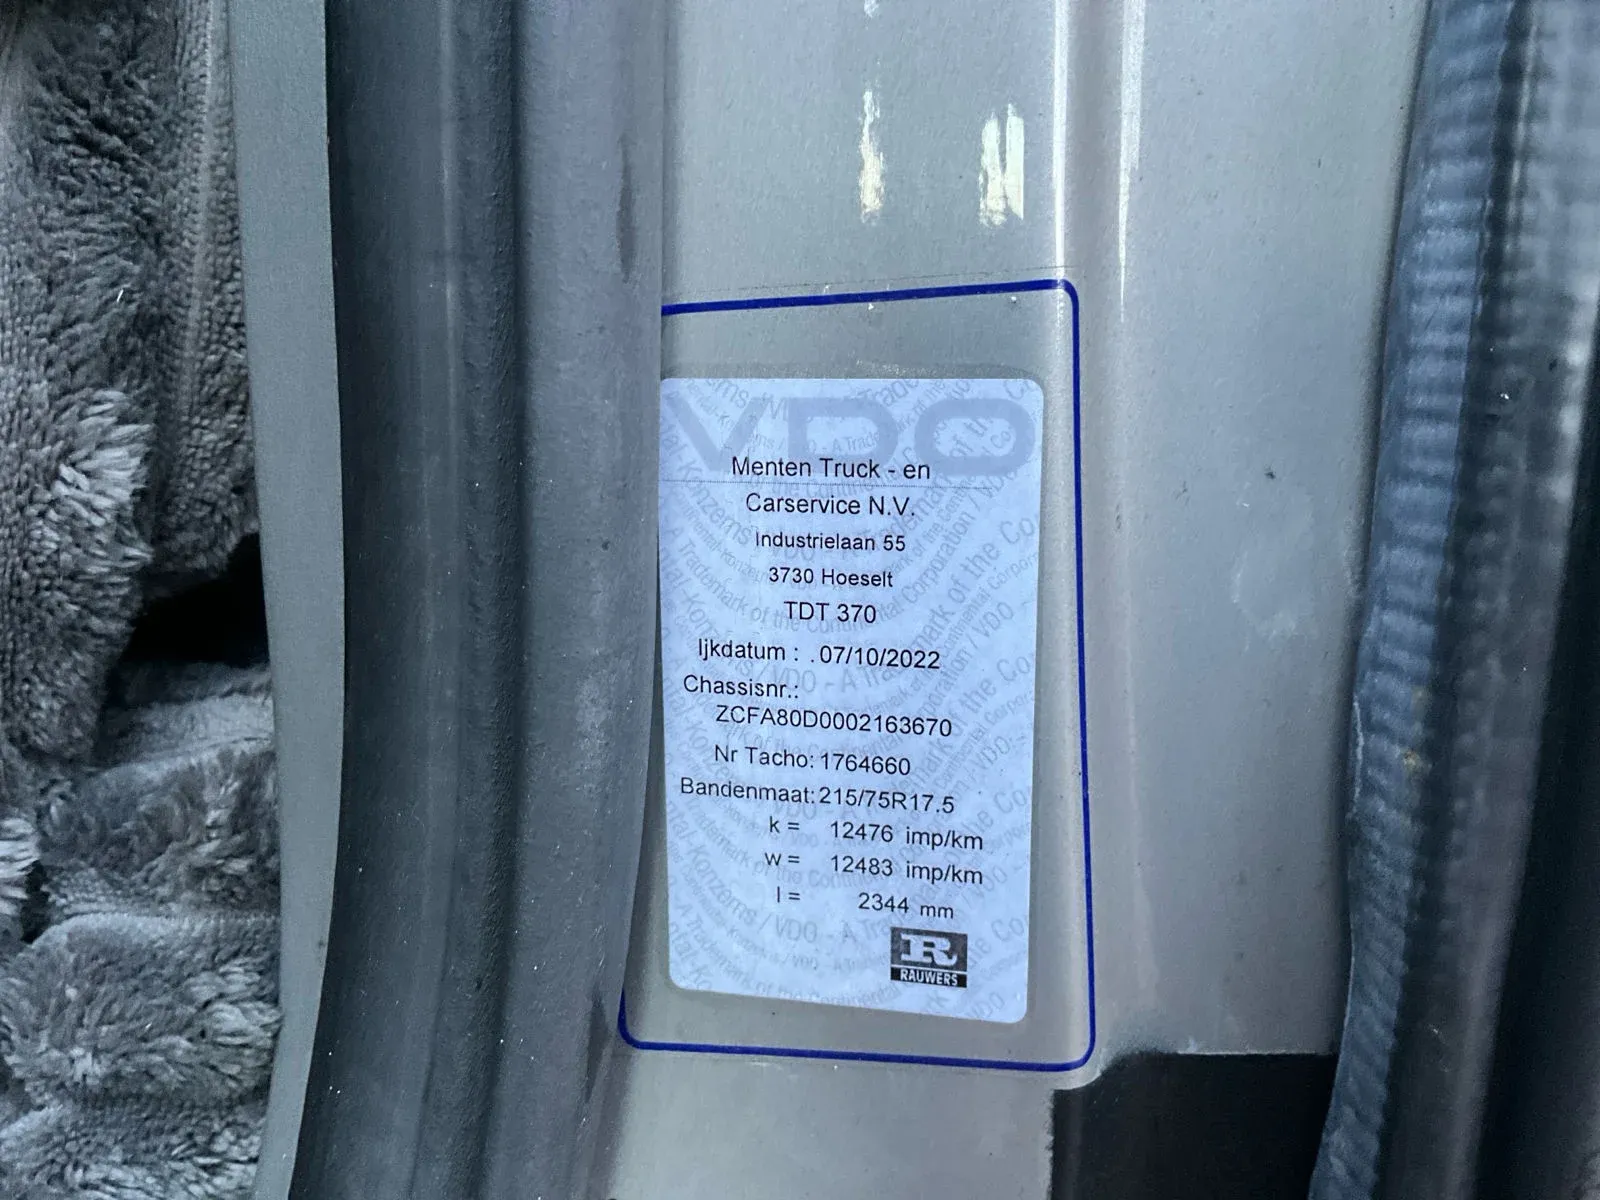 VDO
Menten Truck - en
Carservice N.V.
Industrielaan 55
3730 Hoeselt
TDT 370
Ijkdatum : . 07/10/2022
Chassisnr.:
ZCFA80D0002163670
Nr Tacho: 1764660
Bandenmaat: 215/75R17.5
k = 12476 imp/km
w = 12483 imp/km
l = 2344 mm
R
RAUWERS